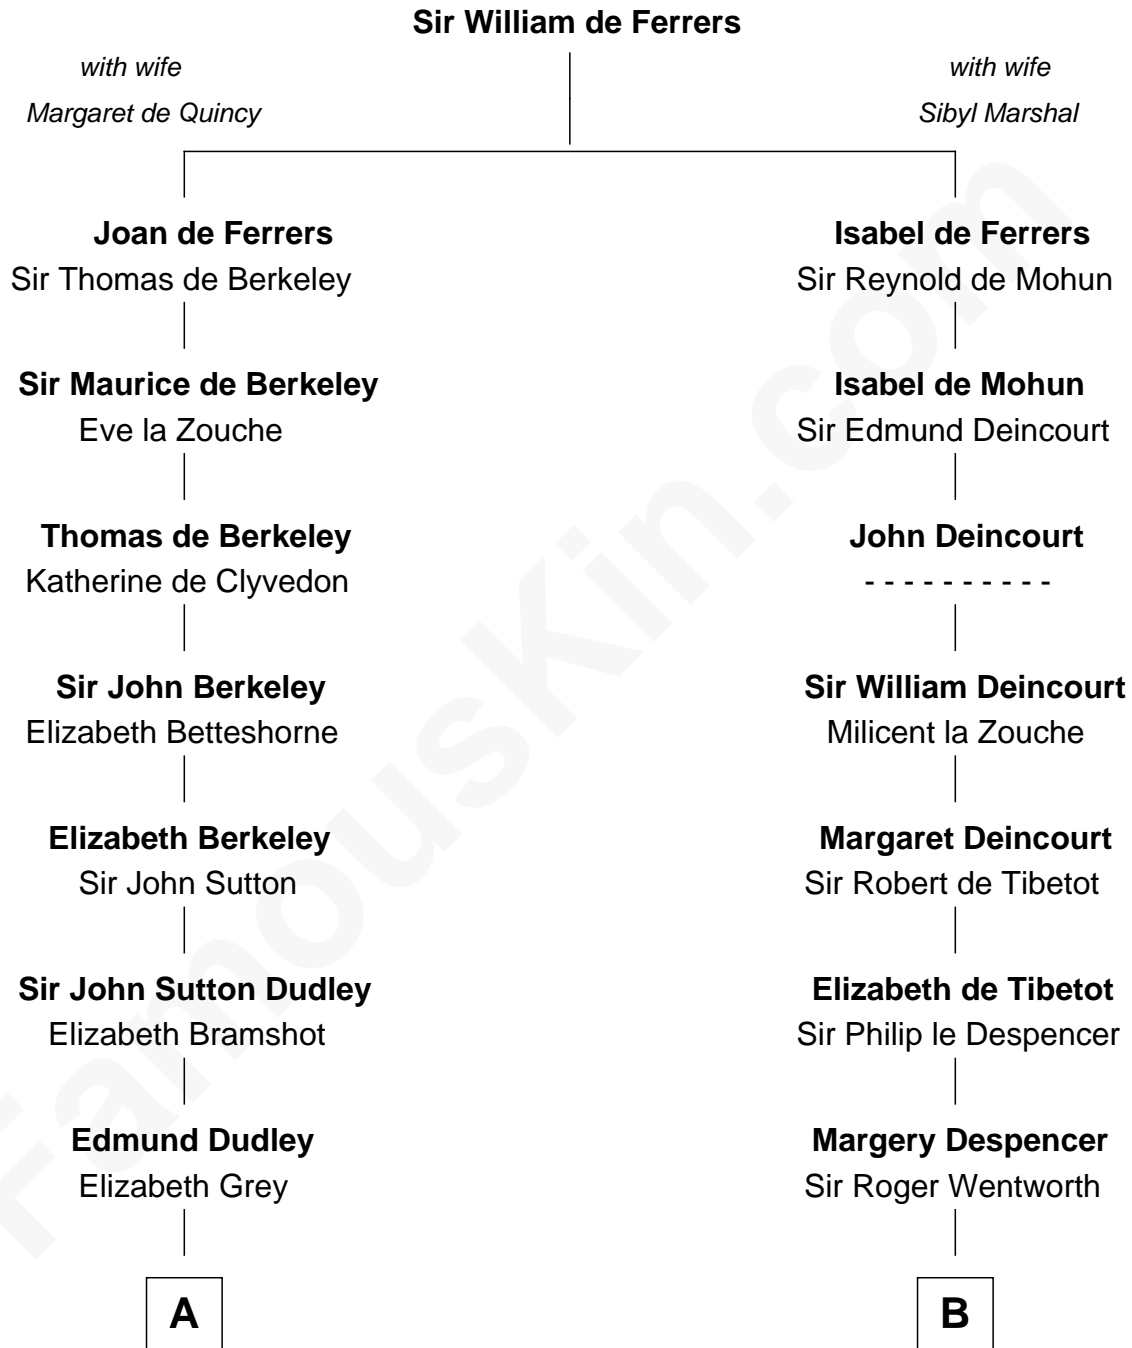 Sir William de Ferrers
with wife
Margaret de Quincy
with wife
Sibyl Marshal
Joan de Ferrers
Sir Thomas de Berkeley
Isabel de Ferrers
Sir Reynold de Mohun
Sir Maurice de Berkeley
Eve la Zouche
Isabel de Mohun
Sir Edmund Deincourt
Thomas de Berkeley
Katherine de Clyvedon
John Deincourt
- - - - - - - - - -
Sir John Berkeley
Elizabeth Betteshorne
Sir William Deincourt
Milicent la Zouche
Elizabeth Berkeley
Sir John Sutton
Margaret Deincourt
Sir Robert de Tibetot
Sir John Sutton Dudley
Elizabeth Bramshot
Elizabeth de Tibetot
Sir Philip le Despencer
Edmund Dudley
Elizabeth Grey
Margery Despencer
Sir Roger Wentworth
A
B
FamousKin.com